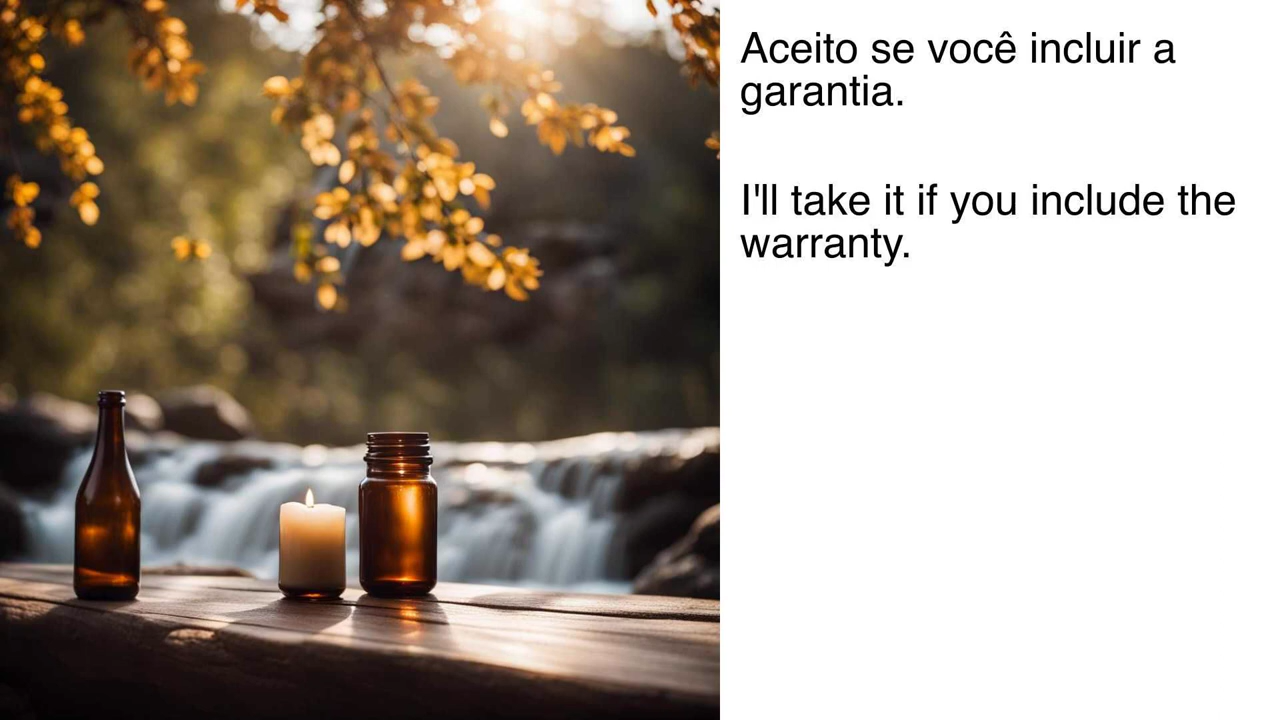 Aceito se você incluir a
garantia.
I'll take it if you include the
warranty.